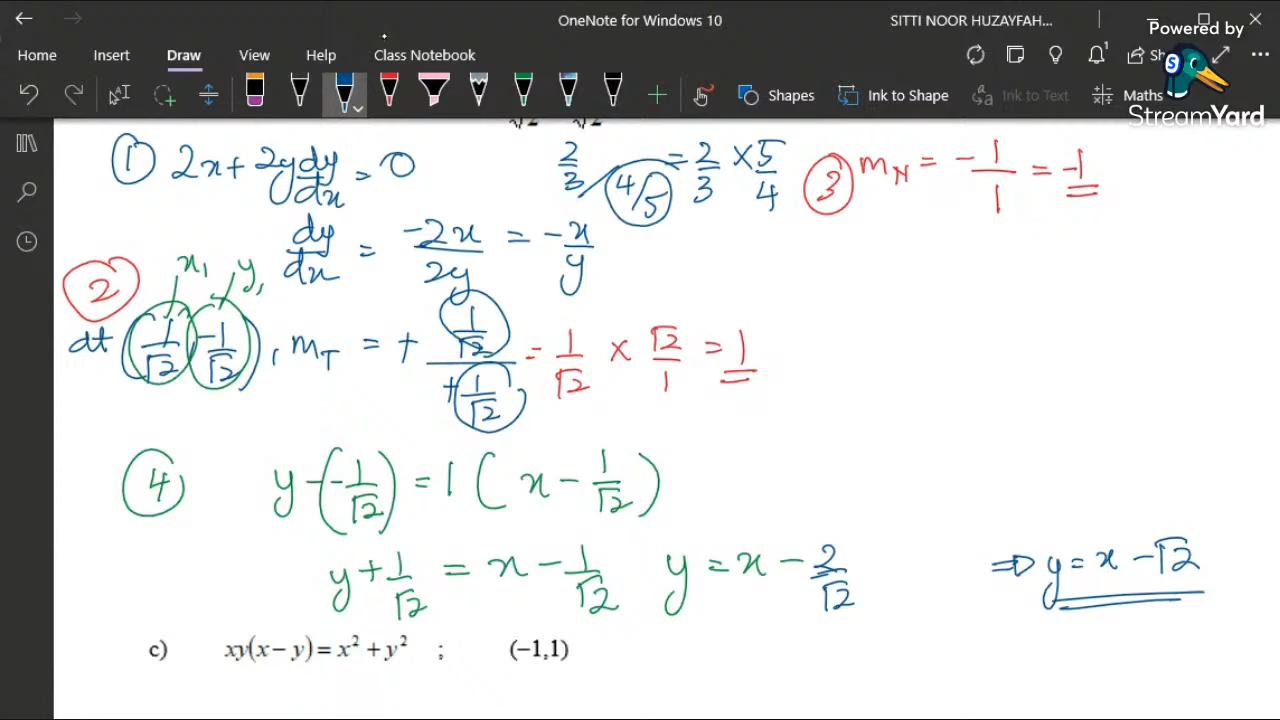 OneNote for Windows 10
SITTI NOOR HUZAYFAH...
Powered by
StreamYard
Home Insert Draw View Help Class Notebook
Shapes Ink to Shape Ink to Text Maths
① 2x + 2y dy/dx = 0
2/3 / 4/5 = 2/3 × 5/4
③ mN = -1/1 = -1
dy/dx = -2x/2y = -x/y
②
x₁ y₁
at (1/√2, -1/√2), mT = + 1/√2 / +1/√2 = 1/√2 × √2/1 = 1
④ y - (-1/√2) = 1 (x - 1/√2)
y + 1/√2 = x - 1/√2 y = x - 2/√2 ⇒ y = x - √2
c) xy(x − y) = x² + y² ; (−1,1)